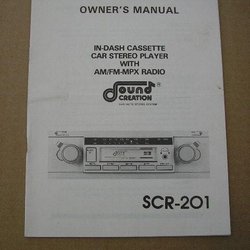 OWNER'S MANUAL
IN-DASH CASSETTE
CAR STEREO PLAYER
WITH
AM/FM-MPX RADIO
Sound®
CREATION
SCR-201